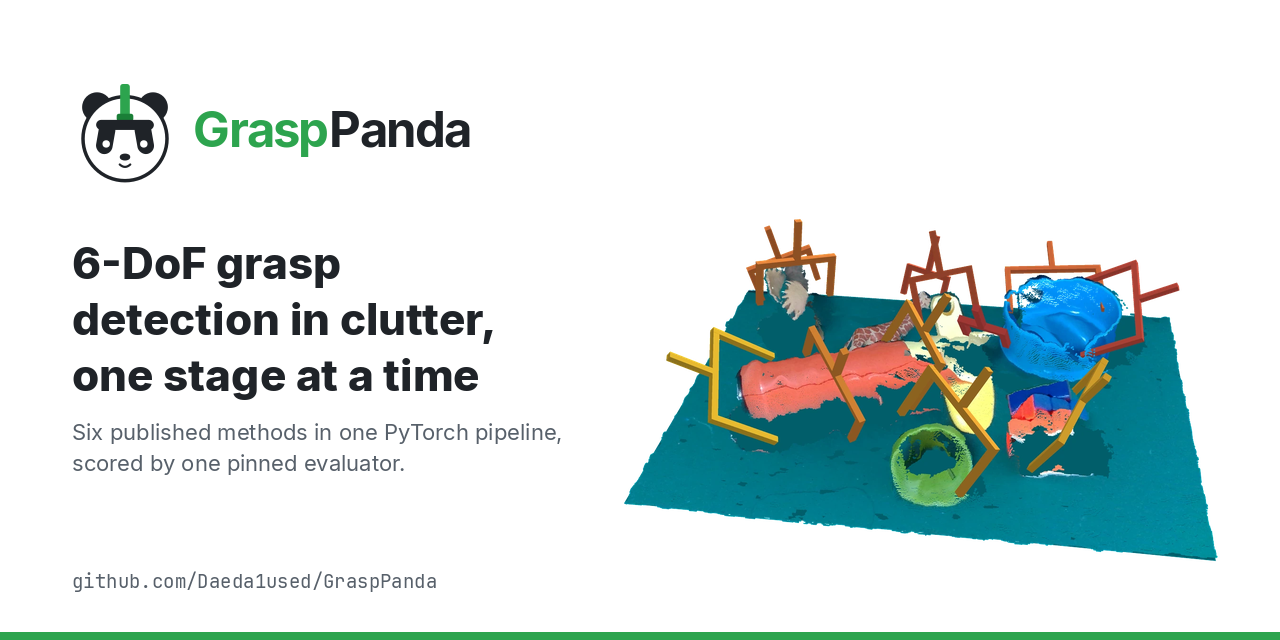 GraspPanda
6-DoF grasp
detection in clutter,
one stage at a time
Six published methods in one PyTorch pipeline,
scored by one pinned evaluator.
github.com/Daeda1used/GraspPanda